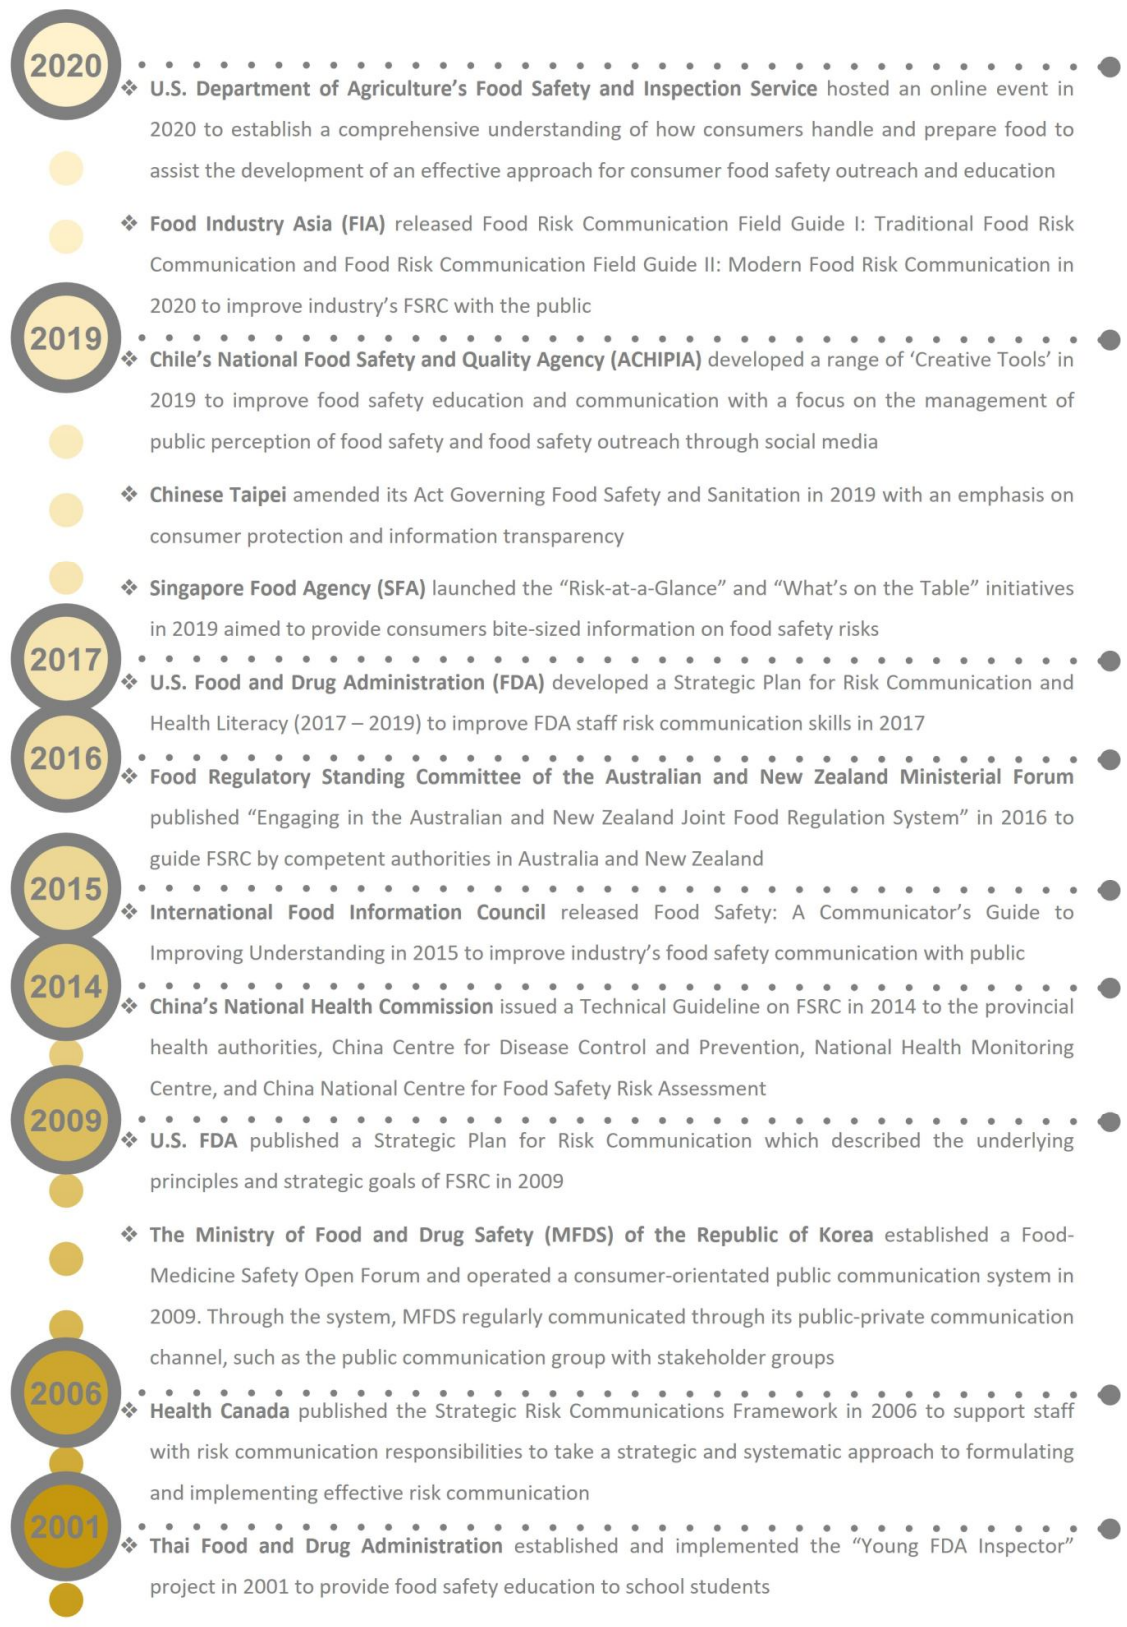 2020
❖ U.S. Department of Agriculture’s Food Safety and Inspection Service hosted an online event in
2020 to establish a comprehensive understanding of how consumers handle and prepare food to
assist the development of an effective approach for consumer food safety outreach and education
❖ Food Industry Asia (FIA) released Food Risk Communication Field Guide I: Traditional Food Risk
Communication and Food Risk Communication Field Guide II: Modern Food Risk Communication in
2020 to improve industry’s FSRC with the public
2019
❖ Chile’s National Food Safety and Quality Agency (ACHIPIA) developed a range of ‘Creative Tools’ in
2019 to improve food safety education and communication with a focus on the management of
public perception of food safety and food safety outreach through social media
❖ Chinese Taipei amended its Act Governing Food Safety and Sanitation in 2019 with an emphasis on
consumer protection and information transparency
❖ Singapore Food Agency (SFA) launched the “Risk-at-a-Glance” and “What’s on the Table” initiatives
in 2019 aimed to provide consumers bite-sized information on food safety risks
2017
❖ U.S. Food and Drug Administration (FDA) developed a Strategic Plan for Risk Communication and
Health Literacy (2017 – 2019) to improve FDA staff risk communication skills in 2017
2016
❖ Food Regulatory Standing Committee of the Australian and New Zealand Ministerial Forum
published “Engaging in the Australian and New Zealand Joint Food Regulation System” in 2016 to
guide FSRC by competent authorities in Australia and New Zealand
2015
❖ International Food Information Council released Food Safety: A Communicator’s Guide to
Improving Understanding in 2015 to improve industry’s food safety communication with public
2014
❖ China’s National Health Commission issued a Technical Guideline on FSRC in 2014 to the provincial
health authorities, China Centre for Disease Control and Prevention, National Health Monitoring
Centre, and China National Centre for Food Safety Risk Assessment
2009
❖ U.S. FDA published a Strategic Plan for Risk Communication which described the underlying
principles and strategic goals of FSRC in 2009
❖ The Ministry of Food and Drug Safety (MFDS) of the Republic of Korea established a Food-
Medicine Safety Open Forum and operated a consumer-orientated public communication system in
2009. Through the system, MFDS regularly communicated through its public-private communication
channel, such as the public communication group with stakeholder groups
2006
❖ Health Canada published the Strategic Risk Communications Framework in 2006 to support staff
with risk communication responsibilities to take a strategic and systematic approach to formulating
and implementing effective risk communication
2001
❖ Thai Food and Drug Administration established and implemented the “Young FDA Inspector”
project in 2001 to provide food safety education to school students